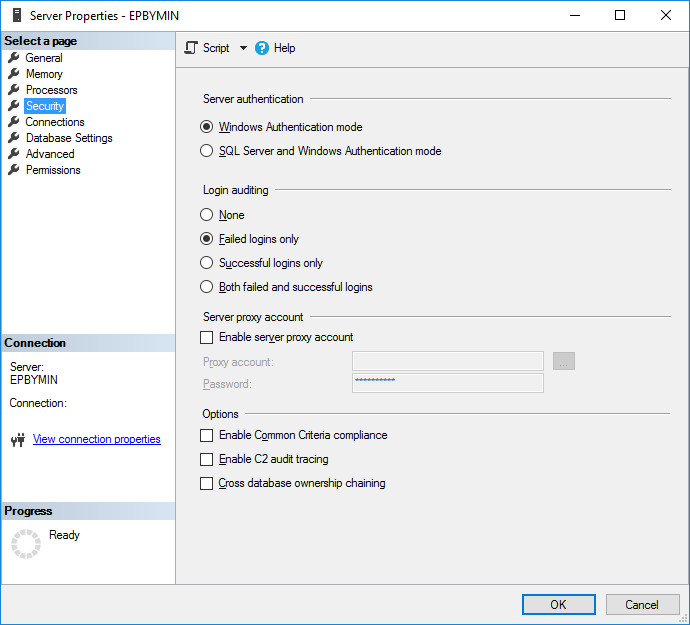 Server Properties - EPBYMIN
Select a page
General
Memory
Processors
Security
Connections
Database Settings
Advanced
Permissions
Connection
Server:
EPBYMIN
Connection:
View connection properties
Progress
Ready
Script
Help
Server authentication
Windows Authentication mode
SQL Server and Windows Authentication mode
Login auditing
None
Failed logins only
Successful logins only
Both failed and successful logins
Server proxy account
Enable server proxy account
Proxy account:
...
Password: **********
Options
Enable Common Criteria compliance
Enable C2 audit tracing
Cross database ownership chaining
OK Cancel